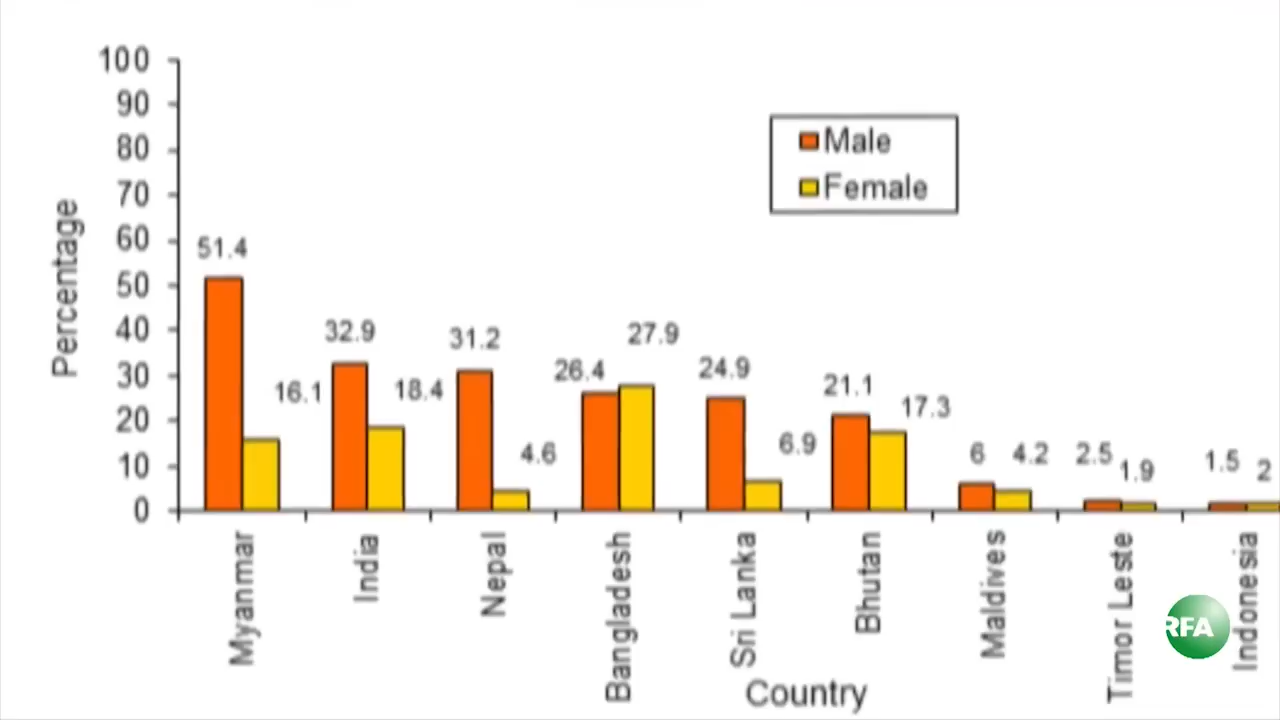 100
90
80
70
60
50
40
30
20
10
0
Percentage
Male
Female
51.4
16.1
32.9
18.4
31.2
4.6
26.4
27.9
24.9
6.9
21.1
17.3
6
4.2
2.5
1.9
1.5
2
Myanmar
India
Nepal
Bangladesh
Sri Lanka
Bhutan
Maldives
Timor Leste
Indonesia
Country
RFA